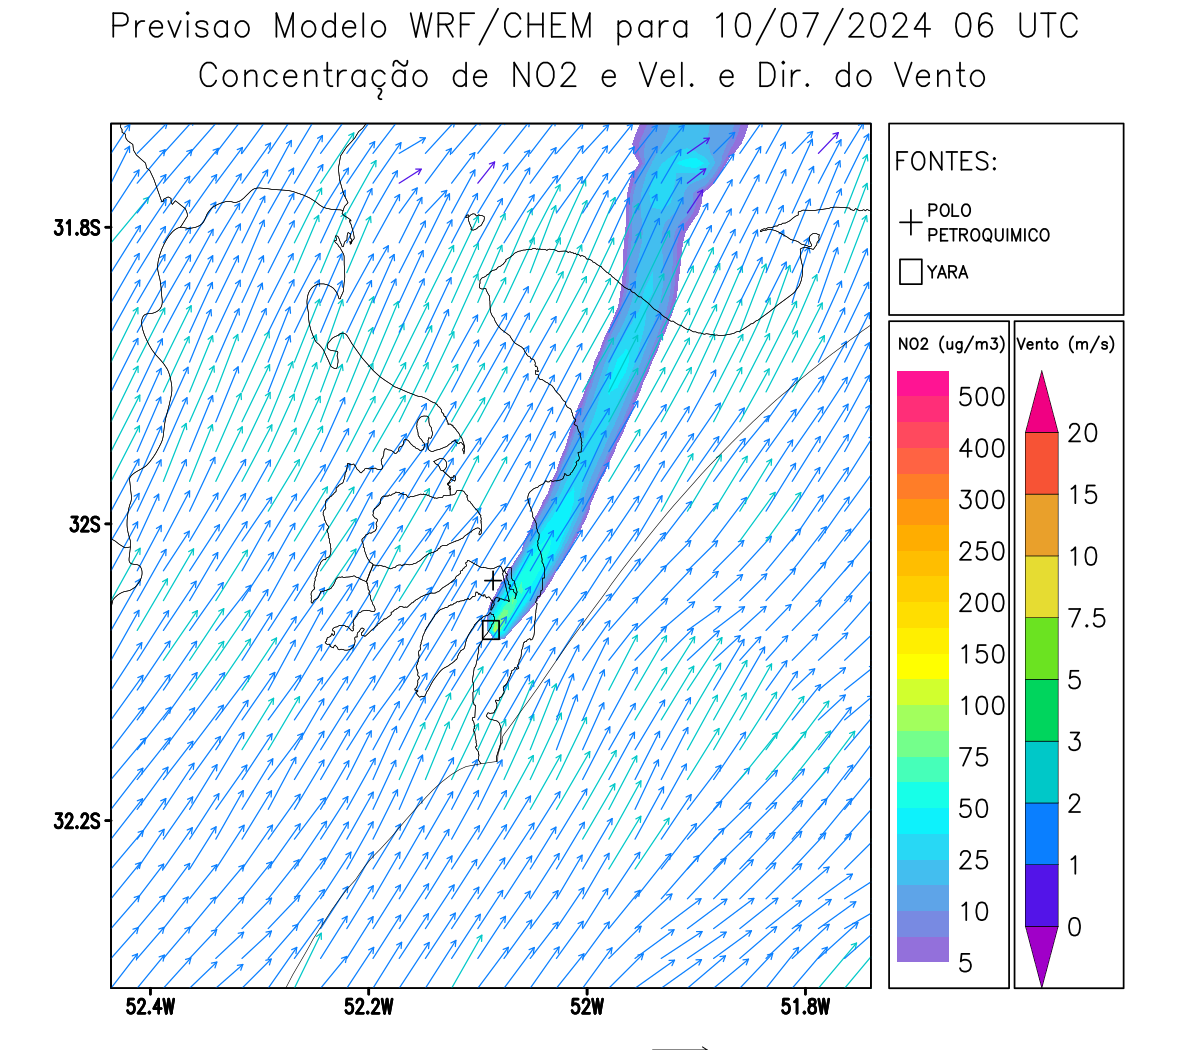 Previsao Modelo WRF/CHEM para 10/07/2024 06 UTC
Concentração de NO2 e Vel. e Dir. do Vento
FONTES:
POLO
PETROQUIMICO
YARA
NO2 (ug/m3)
500
400
300
250
200
150
100
75
50
25
10
5
Vento (m/s)
20
15
10
7.5
5
3
2
1
0
31.8S
32S
32.2S
52.4W
52.2W
52W
51.8W